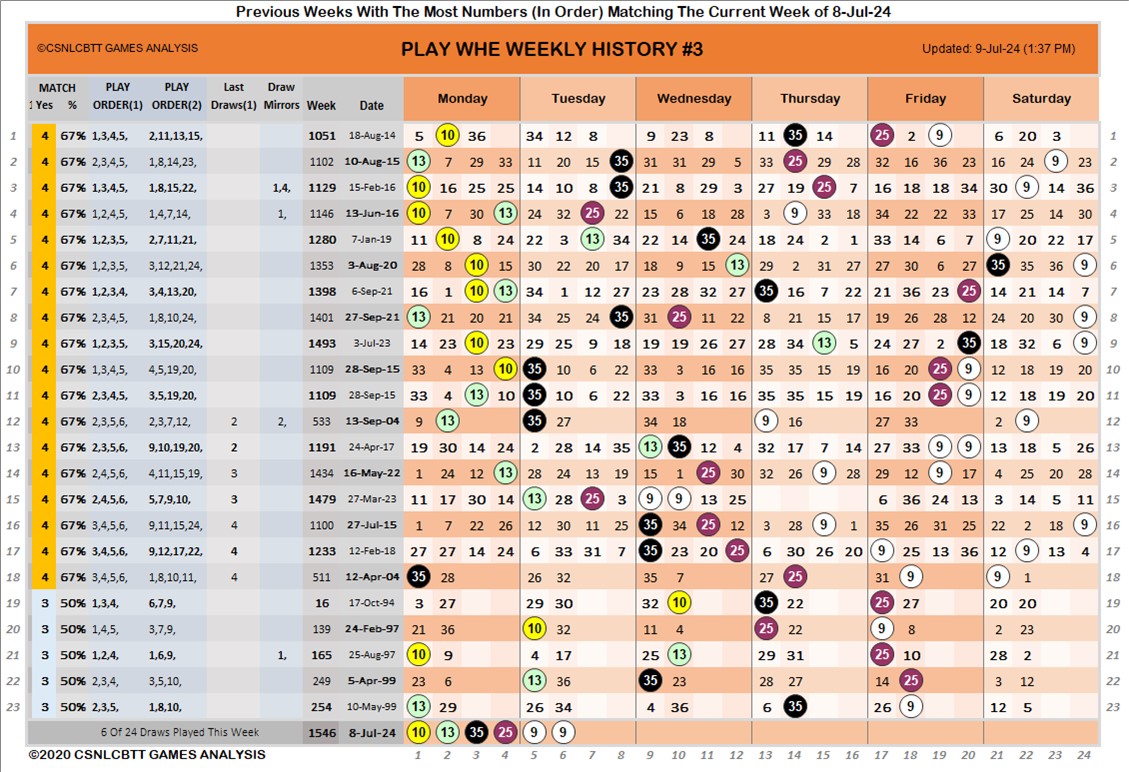 Previous Weeks With The Most Numbers (In Order) Matching The Current Week of 8-Jul-24
©CSNLCBTT GAMES ANALYSIS PLAY WHE WEEKLY HISTORY #3 Updated: 9-Jul-24 (1:37 PM)
MATCH PLAY PLAY Last Draw
1 Yes % ORDER(1) ORDER(2) Draws(1) Mirrors Week Date Monday Tuesday Wednesday Thursday Friday Saturday
1 4 67% 1,3,4,5, 2,11,13,15, 1051 18-Aug-14 5 10 36 34 12 8 9 23 8 11 35 14 25 2 9 6 20 3 1
2 4 67% 2,3,4,5, 1,8,14,23, 1102 10-Aug-15 13 7 29 33 11 20 15 35 31 31 29 5 33 25 29 28 32 16 36 23 16 24 9 23 2
3 4 67% 1,3,4,5, 1,8,15,22, 1,4, 1129 15-Feb-16 10 16 25 25 14 10 8 35 21 8 29 3 27 19 25 7 16 18 18 34 30 9 14 36 3
4 4 67% 1,2,4,5, 1,4,7,14, 1, 1146 13-Jun-16 10 7 30 13 24 32 25 22 15 6 18 28 3 9 33 18 34 22 22 33 17 25 14 30 4
5 4 67% 1,2,3,5, 2,7,11,21, 1280 7-Jan-19 11 10 8 24 22 3 13 34 22 14 35 24 18 24 2 1 33 14 6 7 9 20 22 17 5
6 4 67% 1,2,3,5, 3,12,21,24, 1353 3-Aug-20 28 8 10 15 30 22 20 17 18 9 15 13 29 2 31 27 27 30 6 27 35 35 36 9 6
7 4 67% 1,2,3,4, 3,4,13,20, 1398 6-Sep-21 16 1 10 13 34 1 12 27 23 28 32 27 35 16 7 22 21 36 23 25 14 21 14 7 7
8 4 67% 2,3,4,5, 1,8,10,24, 1401 27-Sep-21 13 21 20 21 34 25 24 35 31 25 11 22 8 21 15 17 19 26 28 12 24 20 30 9 8
9 4 67% 1,2,3,5, 3,15,20,24, 1493 3-Jul-23 14 23 10 23 29 25 9 18 19 19 26 27 28 34 13 5 24 27 2 35 18 32 6 9 9
10 4 67% 1,3,4,5, 4,5,19,20, 1109 28-Sep-15 33 4 13 10 35 10 6 22 33 3 16 16 35 35 15 19 16 20 25 9 12 18 19 20 10
11 4 67% 2,3,4,5, 3,5,19,20, 1109 28-Sep-15 33 4 13 10 35 10 6 22 33 3 16 16 35 35 15 19 16 20 25 9 12 18 19 20 11
12 4 67% 2,3,5,6, 2,3,7,12, 2 2, 533 13-Sep-04 9 13 35 27 34 18 9 16 27 33 2 9 12
13 4 67% 2,3,5,6, 9,10,19,20, 2 1191 24-Apr-17 19 30 14 24 2 28 14 35 13 35 12 4 32 17 7 14 27 33 9 9 13 18 5 26 13
14 4 67% 2,4,5,6, 4,11,15,19, 3 1434 16-May-22 1 24 12 13 28 24 13 19 15 1 25 30 32 26 9 28 29 12 9 17 4 25 20 28 14
15 4 67% 2,4,5,6, 5,7,9,10, 3 1479 27-Mar-23 11 17 30 14 13 28 25 3 9 9 13 25 6 36 24 13 3 14 5 11 15
16 4 67% 3,4,5,6, 9,11,15,24, 4 1100 27-Jul-15 1 7 22 26 12 30 11 25 35 34 25 12 3 28 9 1 35 26 31 25 22 2 18 9 16
17 4 67% 3,4,5,6, 9,12,17,22, 4 1233 12-Feb-18 27 27 14 24 6 33 31 7 35 23 20 25 6 30 26 20 9 25 13 36 17 9 13 4 17
18 4 67% 3,4,5,6, 1,8,10,11, 4 511 12-Apr-04 35 28 26 32 35 7 27 25 31 9 9 1 18
19 3 50% 1,3,4, 6,7,9, 16 17-Oct-94 3 27 29 30 32 10 35 22 25 27 20 20 19
20 3 50% 1,4,5, 3,7,9, 139 24-Feb-97 21 36 10 32 11 4 25 22 9 8 2 23 20
21 3 50% 1,2,4, 1,6,9, 1, 165 25-Aug-97 10 9 4 17 25 13 29 31 25 10 28 2 21
22 3 50% 2,3,4, 3,5,10, 249 5-Apr-99 23 6 13 36 35 23 28 27 14 25 3 12 22
23 3 50% 2,3,5, 1,8,10, 254 10-May-99 13 29 26 34 4 36 6 35 26 9 12 5 23
6 Of 24 Draws Played This Week 1546 8-Jul-24 10 13 35 25 9 9
©2020 CSNLCBTT GAMES ANALYSIS 1 2 3 4 5 6 7 8 9 10 11 12 13 14 15 16 17 18 19 20 21 22 23 24